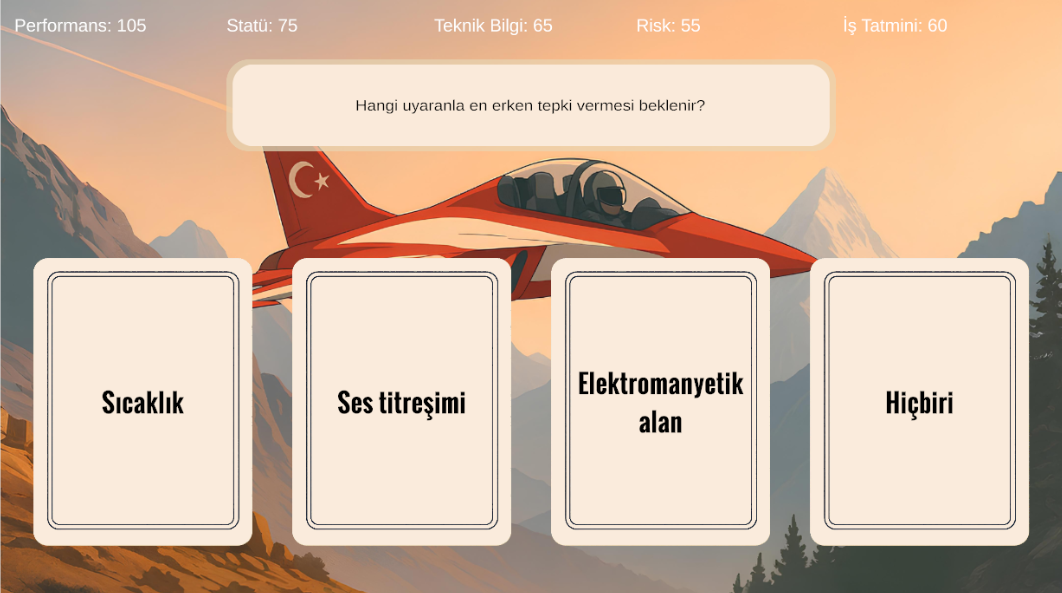 Performans: 105 Statü: 75 Teknik Bilgi: 65 Risk: 55 İş Tatmini: 60
Hangi uyaranla en erken tepki vermesi beklenir?
Sıcaklık
Ses titreşimi
Elektromanyetik
alan
Hiçbiri